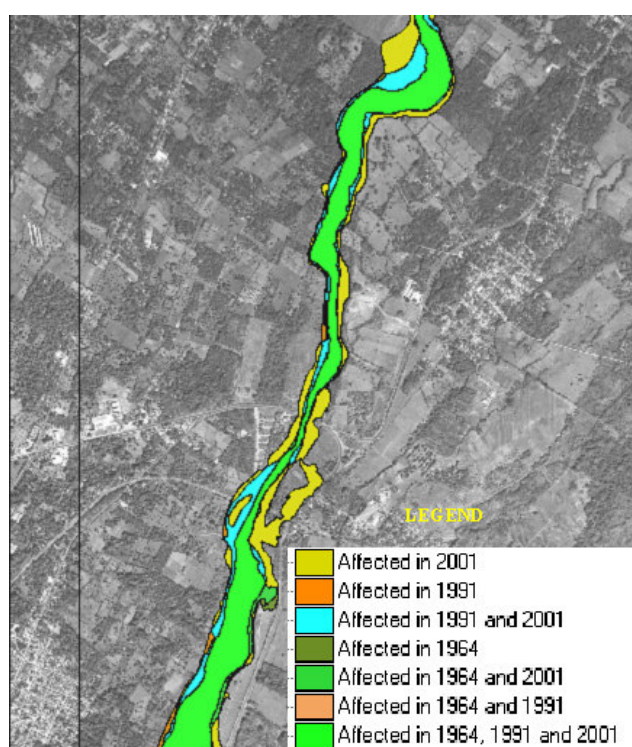 LEGEND
Affected in 2001
Affected in 1991
Affected in 1991 and 2001
Affected in 1964
Affected in 1964 and 2001
Affected in 1964 and 1991
Affected in 1964, 1991 and 2001